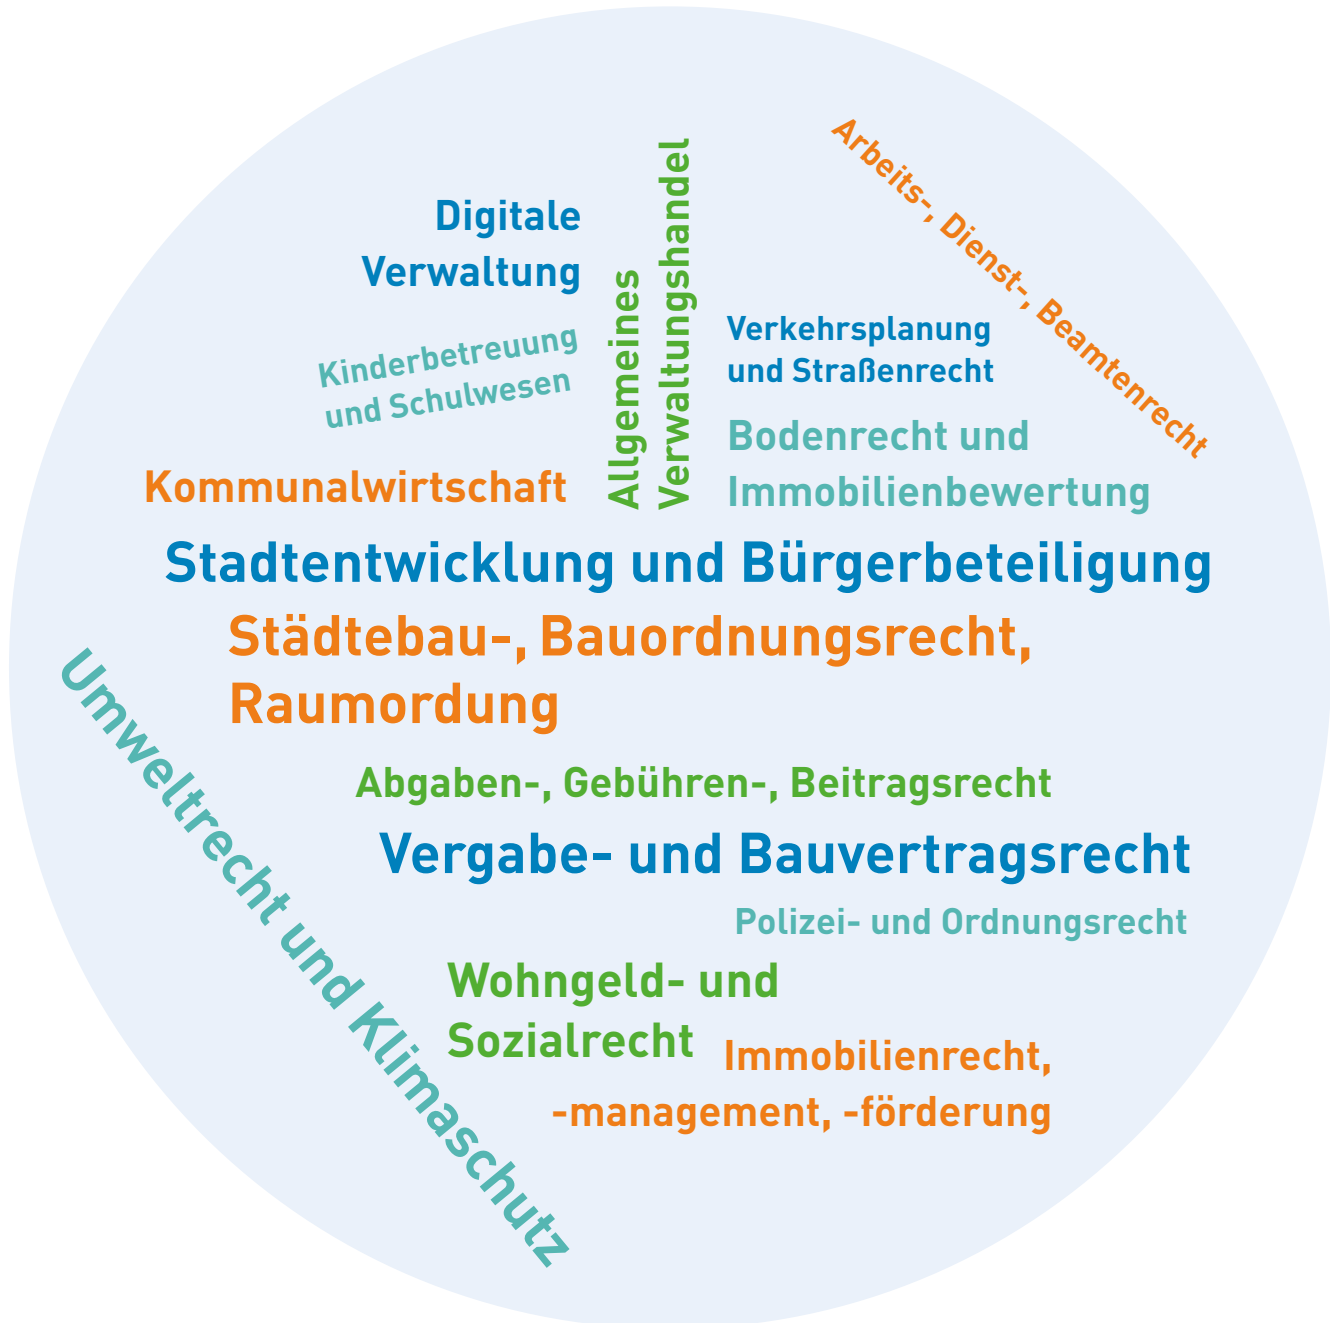 Digitale
Verwaltung
Kinderbetreuung
und Schulwesen
Kommunalwirtschaft
Allgemeines
Verwaltungshandel
Arbeits-, Dienst-, Beamtenrecht
Verkehrsplanung
und Straßenrecht
Bodenrecht und
Immobilienbewertung
Stadtentwicklung und Bürgerbeteiligung
Städtebau-, Bauordnungsrecht,
Raumordung
Umweltrecht und Klimaschutz
Abgaben-, Gebühren-, Beitragsrecht
Vergabe- und Bauvertragsrecht
Polizei- und Ordnungsrecht
Wohngeld- und
Sozialrecht
Immobilienrecht,
-management, -förderung